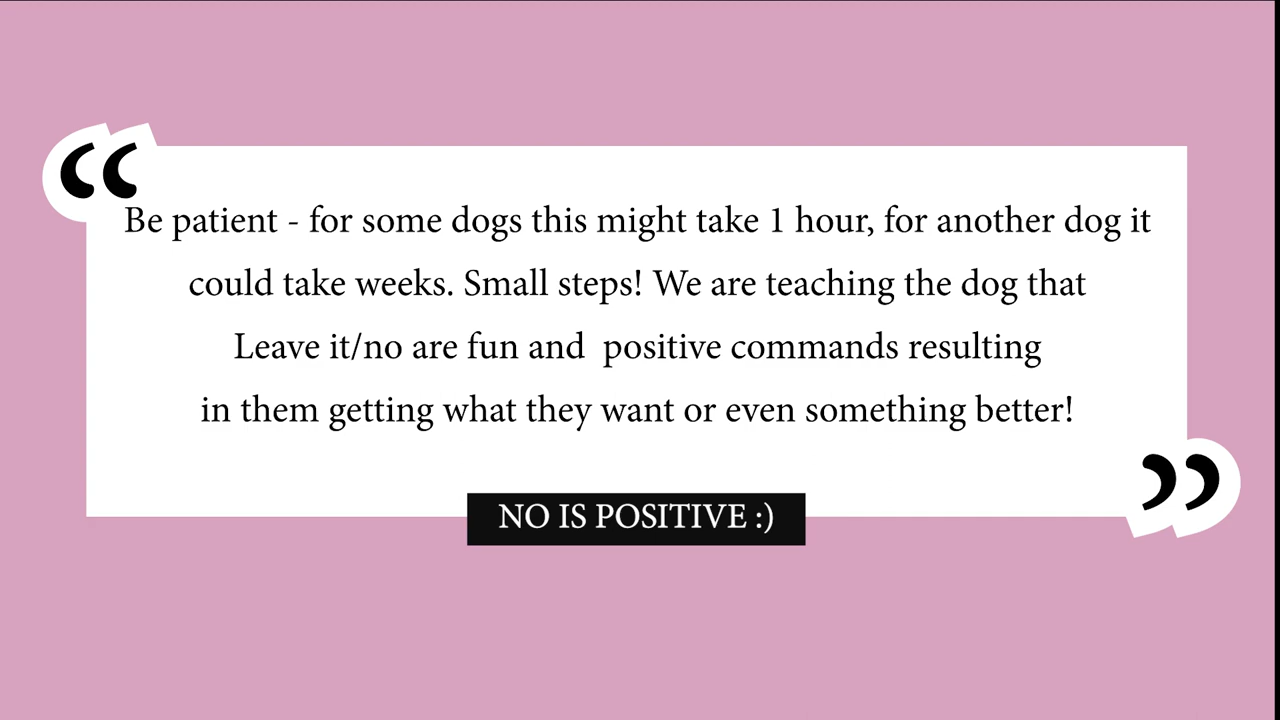 Be patient - for some dogs this might take 1 hour, for another dog it
could take weeks. Small steps! We are teaching the dog that
Leave it/no are fun and  positive commands resulting
in them getting what they want or even something better!
NO IS POSITIVE :)